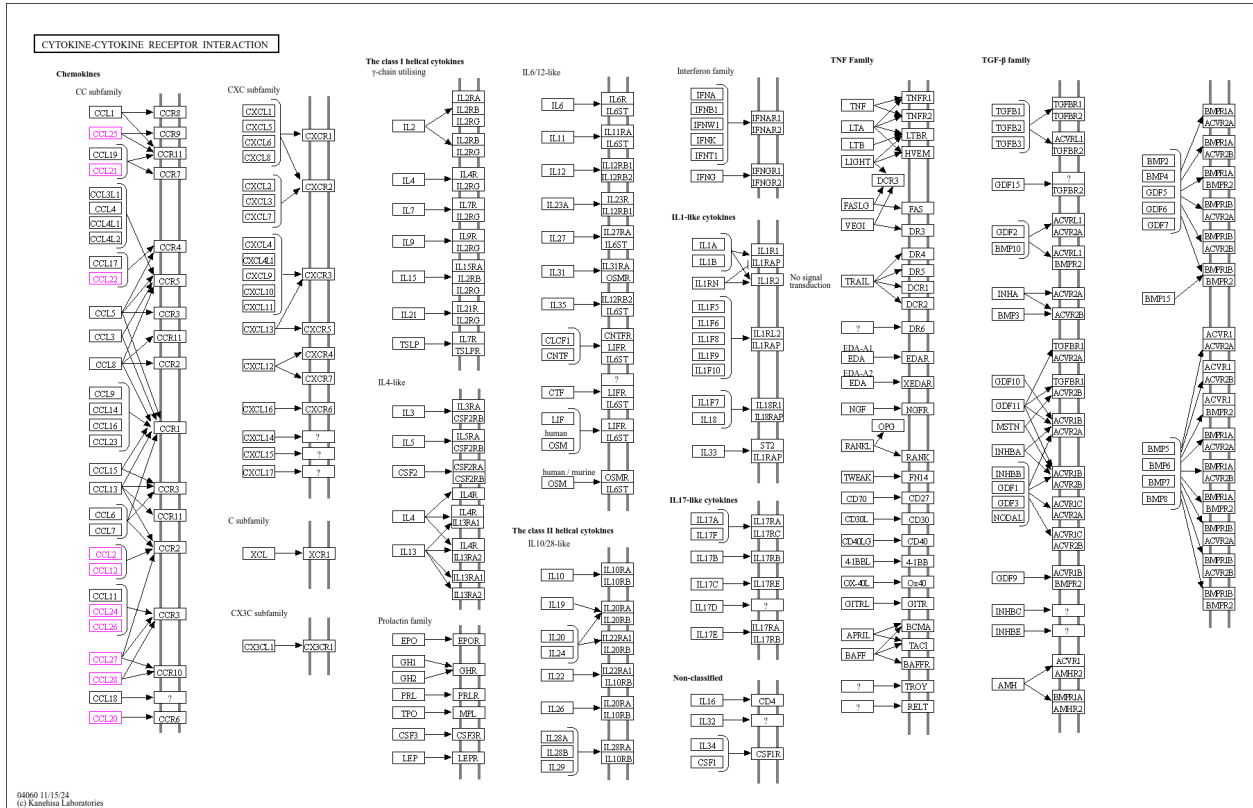 CYTOKINE-CYTOKINE RECEPTOR INTERACTION
Chemokines
CC subfamily
CCL1
CCR8
CCL25
CCR9
CCL19
CCR11
CCL21
CCR7
CCL3L1
CCL4
CCL4L1
CCL4L2
CCR4
CCL17
CCL22
CCR5
CCL5
CCR3
CCL3
CCR11
CCL8
CCR2
CCL9
CCL14
CCL16
CCL23
CCR1
CCL15
CCL13
CCR3
CCL6
CCR11
CCL7
CCR2
CCL2
CCL12
CCL11
CCL24
CCR3
CCL26
CCL27
CCR10
CCL28
CCL18
?
CCL20
CCR6
CXC subfamily
CXCL1
CXCL5
CXCL6
CXCL8
CXCR1
CXCL2
CXCL3
CXCL7
CXCR2
CXCL4
CXCL4L1
CXCL9
CXCL10
CXCL11
CXCR3
CXCL13
CXCR5
CXCL12
CXCR4
CXCR7
CXCL16
CXCR6
CXCL14
?
CXCL15
?
CXCL17
?
C subfamily
XCL
XCR1
CX3C subfamily
CX3CL1
CX3CR1
The class I helical cytokines
γ-chain utilising
IL2
IL2RA
IL2RB
IL2RG
IL2RB
IL2RG
IL4
IL4R
IL2RG
IL7
IL7R
IL2RG
IL9
IL9R
IL2RG
IL15
IL15RA
IL2RB
IL2RG
IL21
IL21R
IL2RG
TSLP
IL7R
TSLPR
IL4-like
IL3
IL3RA
CSF2RB
IL5
IL5RA
CSF2RB
CSF2
CSF2RA
CSF2RB
IL4
IL4R
IL4R
IL13RA1
IL13
IL4R
IL13RA2
IL13RA1
IL13RA2
Prolactin family
EPO
EPOR
GH1
GH2
GHR
PRL
PRLR
TPO
MPL
CSF3
CSF3R
LEP
LEPR
IL6/12-like
IL6
IL6R
IL6ST
IL11
IL11RA
IL6ST
IL12
IL12RB1
IL12RB2
IL23A
IL23R
IL12RB1
IL27
IL27RA
IL6ST
IL31
IL31RA
OSMR
IL35
IL12RB2
IL6ST
CLCF1
CNTF
CNTFR
LIFR
IL6ST
CTF
?
LIFR
IL6ST
LIF
human
OSM
LIFR
IL6ST
human / murine
OSM
OSMR
IL6ST
The class II helical cytokines
IL10/28-like
IL10
IL10RA
IL10RB
IL19
IL20RA
IL20RB
IL20
IL24
IL22RA1
IL20RB
IL22
IL22RA1
IL10RB
IL26
IL20RA
IL10RB
IL28A
IL28B
IL29
IL28RA
IL10RB
Interferon family
IFNA
IFNB1
IFNW1
IFNK
IFNT1
IFNAR1
IFNAR2
IFNG
IFNGR1
IFNGR2
IL1-like cytokines
IL1A
IL1B
IL1RN
IL1R1
IL1RAP
IL1R2
No signal
transduction
IL1F5
IL1F6
IL1F8
IL1F9
IL1F10
IL1RL2
IL1RAP
IL1F7
IL18
IL18R1
IL18RAP
IL33
ST2
IL1RAP
IL17-like cytokines
IL17A
IL17F
IL17RA
IL17RC
IL17B
IL17RB
IL17C
IL17RE
IL17D
?
IL17E
IL17RA
IL17RB
Non-classified
IL16
CD4
IL32
?
IL34
CSF1
CSF1R
TNF Family
TNF
TNFR1
LTA
TNFR2
LTB
LTBR
LIGHT
HVEM
DCR3
FASLG
FAS
VEGI
DR3
TRAIL
DR4
DR5
DCR1
DCR2
?
DR6
EDA-A1
EDA
EDAR
EDA-A2
EDA
XEDAR
NGF
NGFR
OPG
RANKL
RANK
TWEAK
FN14
CD70
CD27
CD30L
CD30
CD40LG
CD40
4-1BBL
4-1BB
OX-40L
Ox40
GITRL
GITR
APRIL
BCMA
TACI
BAFF
BAFFR
?
TROY
?
RELT
TGF-β family
TGFB1
TGFB2
TGFB3
TGFBR1
TGFBR2
ACVRL1
TGFBR2
GDF15
?
TGFBR2
GDF2
BMP10
ACVRL1
ACVR2A
ACVRL1
BMPR2
INHA
ACVR2A
BMP3
ACVR2B
TGFBR1
ACVR2A
GDF10
TGFBR1
ACVR2B
GDF11
MSTN
ACVR1B
ACVR2A
INHBA
INHBB
GDF1
GDF3
NODAL
ACVR1B
ACVR2B
ACVR1C
ACVR2A
ACVR1C
ACVR2B
GDF9
ACVR1B
BMPR2
INHBC
?
INHBE
?
AMH
ACVR1
AMHR2
BMPR1A
AMHR2
BMP2
BMP4
GDF5
GDF6
GDF7
BMPR1A
ACVR2A
BMPR1A
ACVR2B
BMPR1A
BMPR2
BMPR1B
ACVR2A
BMPR1B
ACVR2B
BMPR1B
BMPR2
BMP15
ACVR1
ACVR2A
ACVR1
ACVR2B
ACVR1
BMPR2
BMP5
BMP6
BMP7
BMP8
BMPR1A
ACVR2A
BMPR1A
ACVR2B
BMPR1A
BMPR2
BMPR1B
ACVR2A
BMPR1B
ACVR2B
BMPR1B
BMPR2
04060 11/15/24
(c) Kanehisa Laboratories